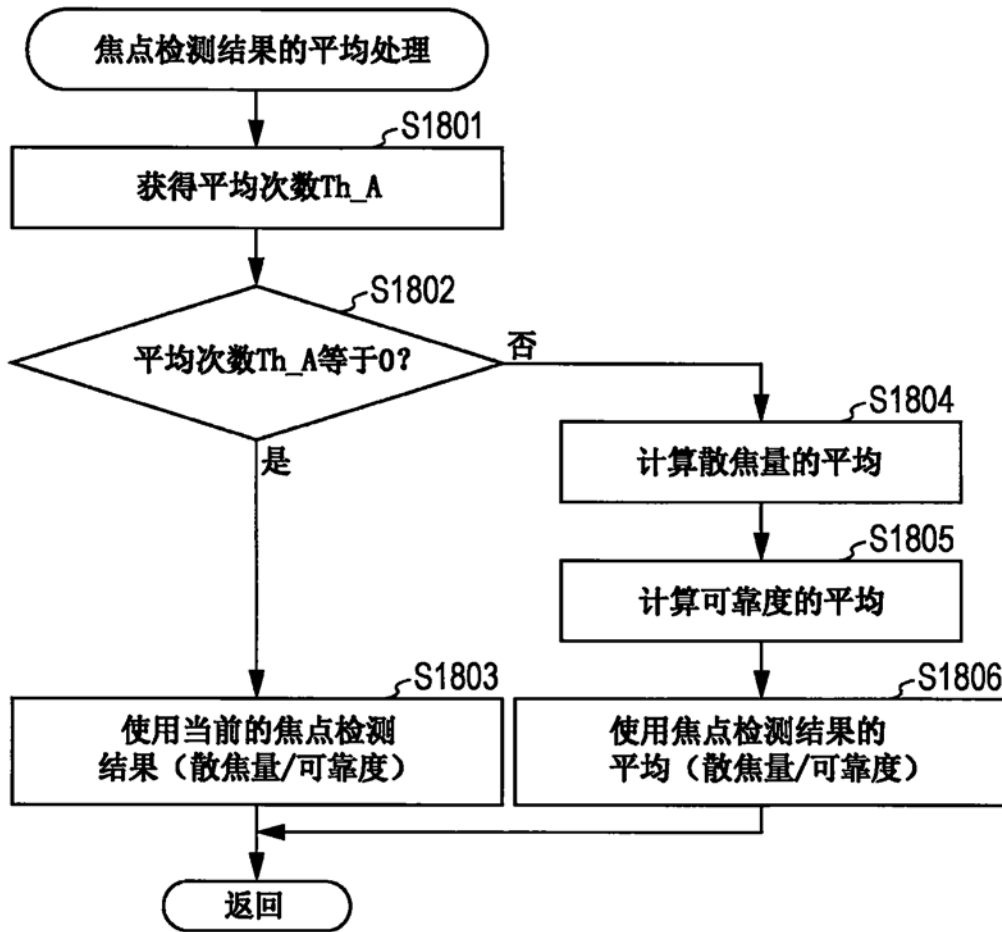 焦点检测结果的平均处理
S1801
获得平均次数Th_A
S1802
平均次数Th_A等于0?
否
是
S1804
计算散焦量的平均
S1805
计算可靠度的平均
S1803
使用当前的焦点检测
结果（散焦量/可靠度）
S1806
使用焦点检测结果的
平均（散焦量/可靠度）
返回